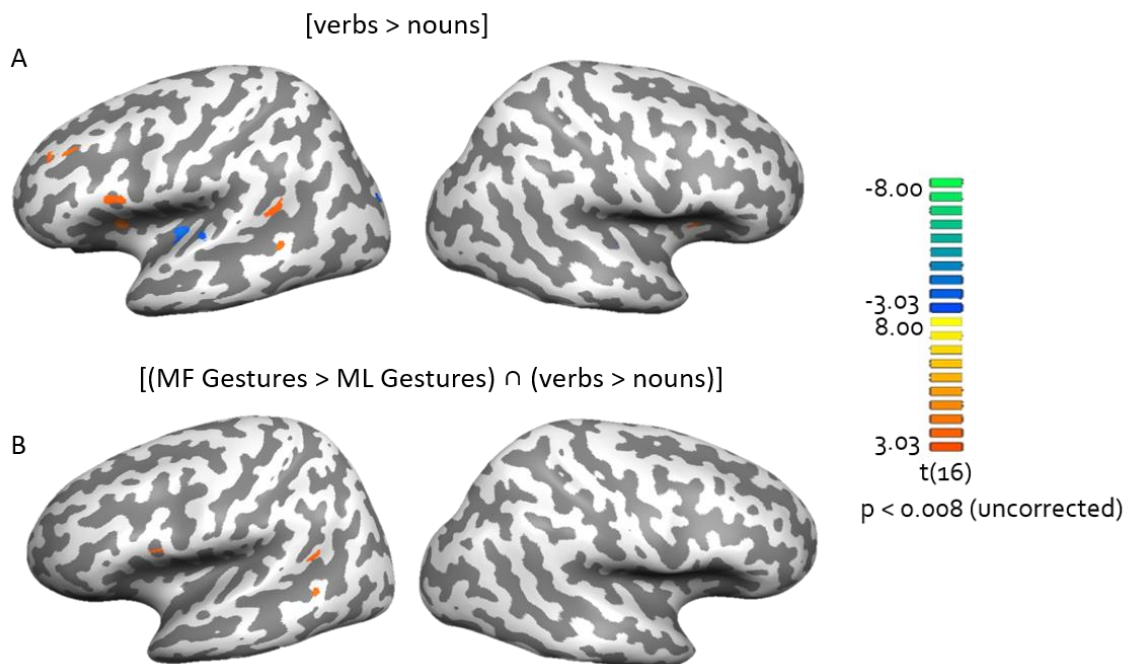 [verbs > nouns]
A
-8.00
-3.03
8.00
[(MF Gestures > ML Gestures) ∩ (verbs > nouns)]
B
3.03
t(16)
p < 0.008 (uncorrected)